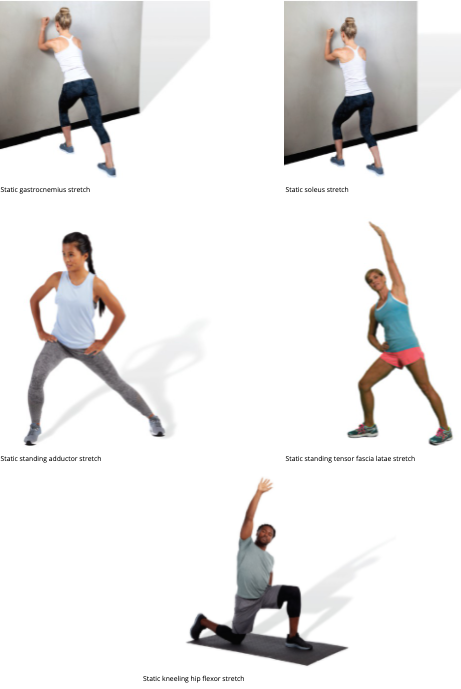 Static gastrocnemius stretch
Static soleus stretch
Static standing adductor stretch
Static standing tensor fascia latae stretch
Static kneeling hip flexor stretch